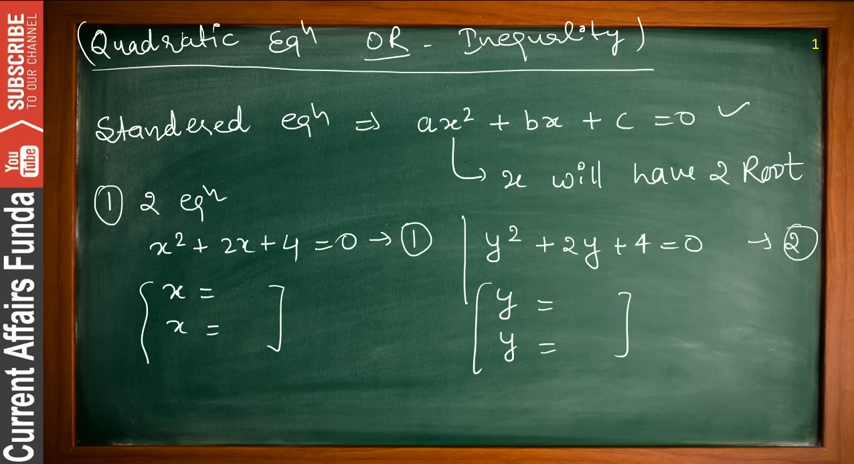 (Quadratic Eqn OR - Inequality)
1
Standered eqn ⇒ ax² + bx + c = 0 ✓
↳ x will have 2 Root
① 2 eqn
x² + 2x + 4 = 0 → ①
y² + 2y + 4 = 0 → ②
x =
x =
y =
y =
SUBSCRIBE
TO OUR CHANNEL
You Tube
Current Affairs Funda